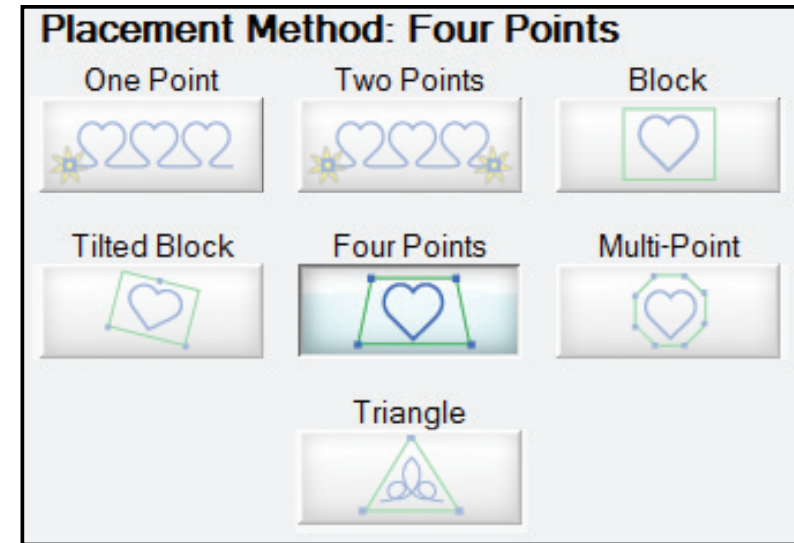 Placement Method: Four Points
One Point Two Points Block
Tilted Block Four Points Multi-Point
Triangle